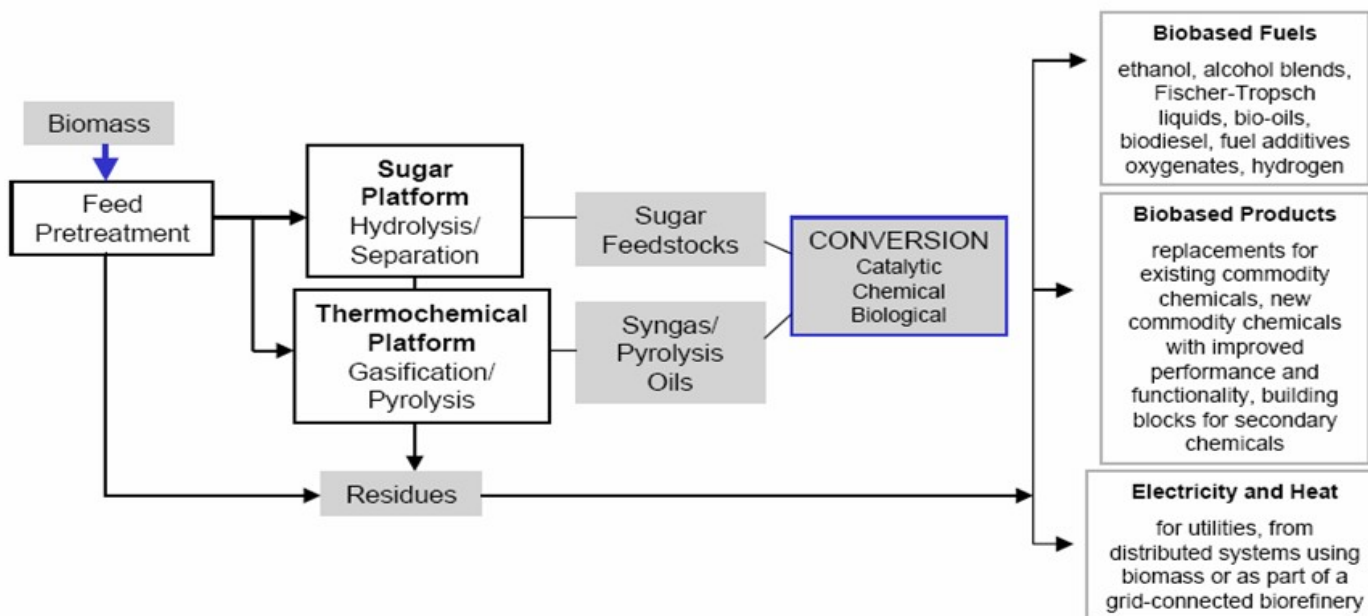 Biomass
Feed
Pretreatment
Sugar
Platform
Hydrolysis/
Separation
Thermochemical
Platform
Gasification/
Pyrolysis
Residues
Sugar
Feedstocks
Syngas/
Pyrolysis
Oils
CONVERSION
Catalytic
Chemical
Biological
Biobased Fuels
ethanol, alcohol blends,
Fischer-Tropsch
liquids, bio-oils,
biodiesel, fuel additives
oxygenates, hydrogen
Biobased Products
replacements for
existing commodity
chemicals, new
commodity chemicals
with improved
performance and
functionality, building
blocks for secondary
chemicals
Electricity and Heat
for utilities, from
distributed systems using
biomass or as part of a
grid-connected biorefinery